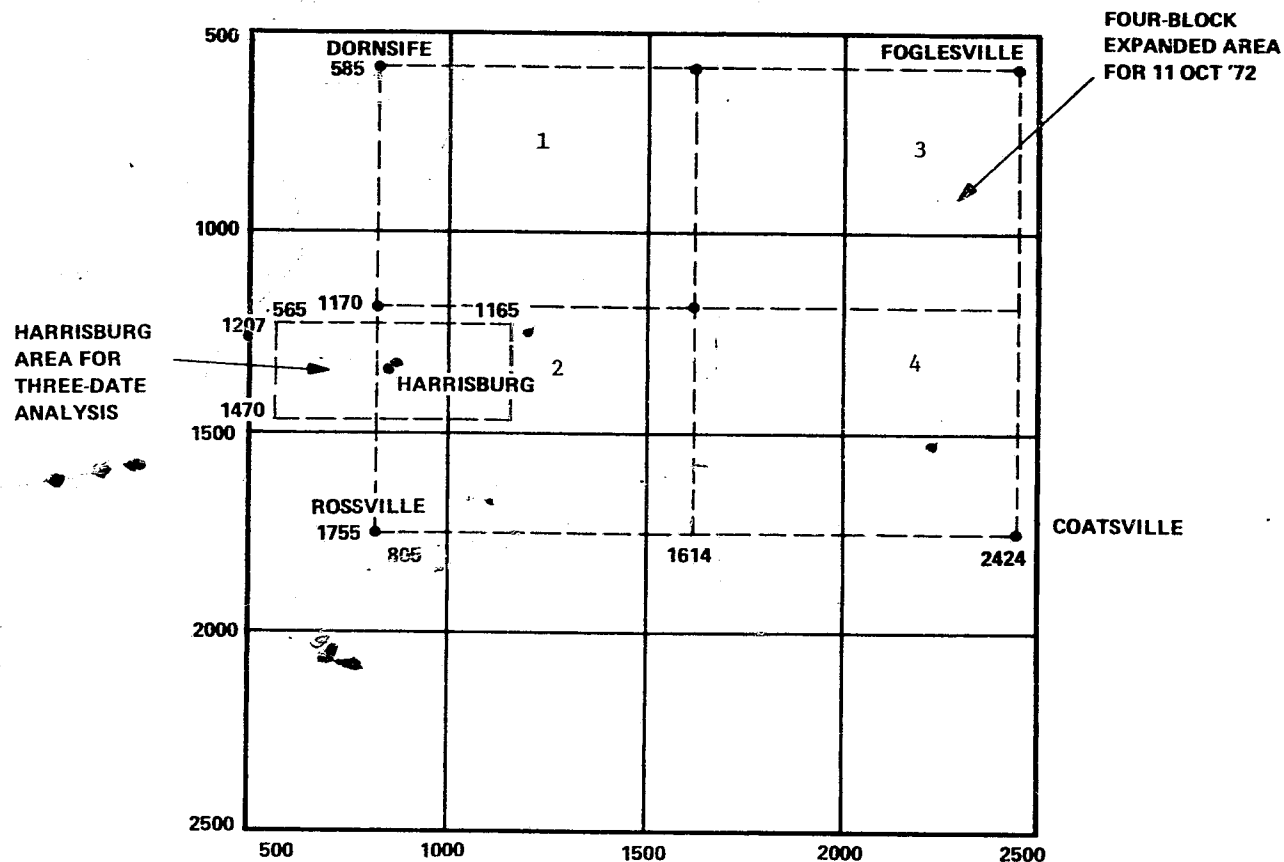 FOUR-BLOCK
EXPANDED AREA
FOR 11 OCT '72
500
DORNSIFE
585
FOGLESVILLE
1
3
1000
565
1170
1165
1207
HARRISBURG
AREA FOR
THREE-DATE
ANALYSIS
2
4
HARRISBURG
1470
1500
ROSSVILLE
1755
805
1614
2424
COATSVILLE
2000
2500
500
1000
1500
2000
2500